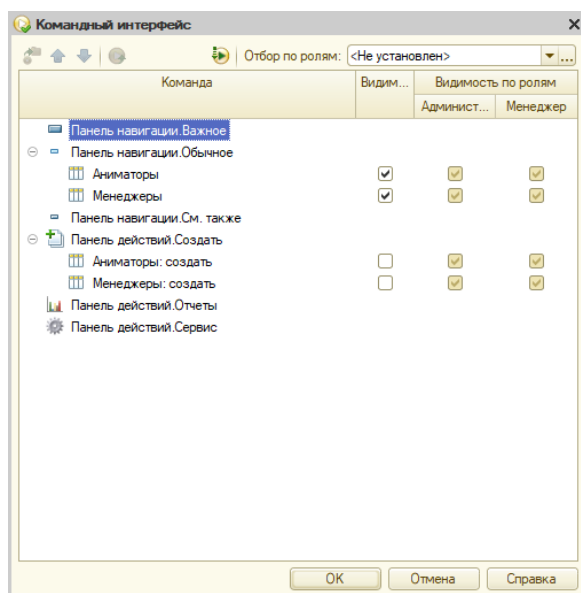 Командный интерфейс
Отбор по ролям: <Не установлен>
Команда Видим... Видимость по ролям
Админист... Менеджер
Панель навигации.Важное
Панель навигации.Обычное
Аниматоры
Менеджеры
Панель навигации.См. также
Панель действий.Создать
Аниматоры: создать
Менеджеры: создать
Панель действий.Отчеты
Панель действий.Сервис
OK Отмена Справка